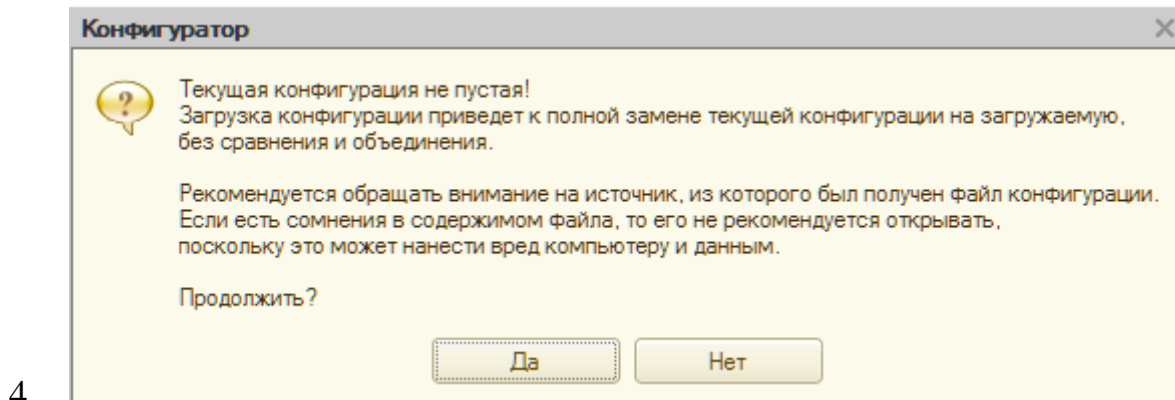 Конфигуратор
Текущая конфигурация не пустая!
Загрузка конфигурации приведет к полной замене текущей конфигурации на загружаемую,
без сравнения и объединения.
Рекомендуется обращать внимание на источник, из которого был получен файл конфигурации.
Если есть сомнения в содержимом файла, то его не рекомендуется открывать,
поскольку это может нанести вред компьютеру и данным.
Продолжить?
Да Нет
4